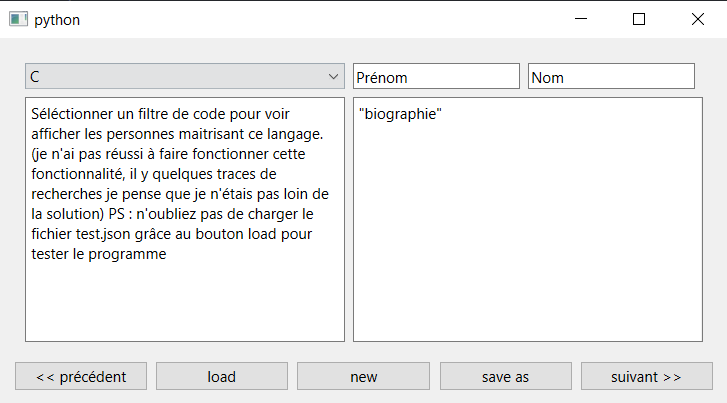 python
C
Prénom
Nom
Séléctionner un filtre de code pour voir
afficher les personnes maitrisant ce langage.
(je n'ai pas réussi à faire fonctionner cette
fonctionnalité, il y quelques traces de
recherches je pense que je n'étais pas loin de
la solution) PS : n'oubliez pas de charger le
fichier test.json grâce au bouton load pour
tester le programme
"biographie"
<< précédent
load
new
save as
suivant >>